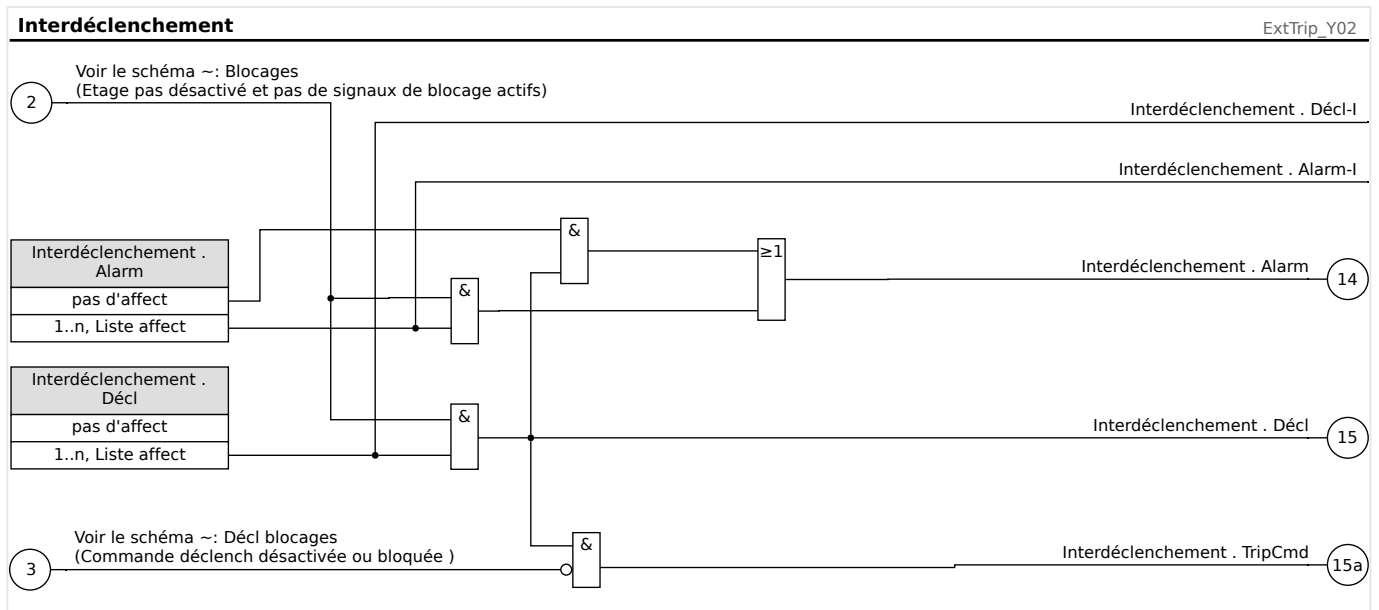 Interdéclenchement
ExtTrip_Y02
Voir le schéma ~: Blocages
(Etage pas désactivé et pas de signaux de blocage actifs)
2
Interdéclenchement . Décl-I
Interdéclenchement . Alarm-I
&
Interdéclenchement .
Alarm
pas d'affect
1..n, Liste affect
&
≥1
Interdéclenchement . Alarm
14
Interdéclenchement .
Décl
pas d'affect
1..n, Liste affect
&
Interdéclenchement . Décl
15
Voir le schéma ~: Décl blocages
(Commande déclench désactivée ou bloquée )
3
&
Interdéclenchement . TripCmd
15a